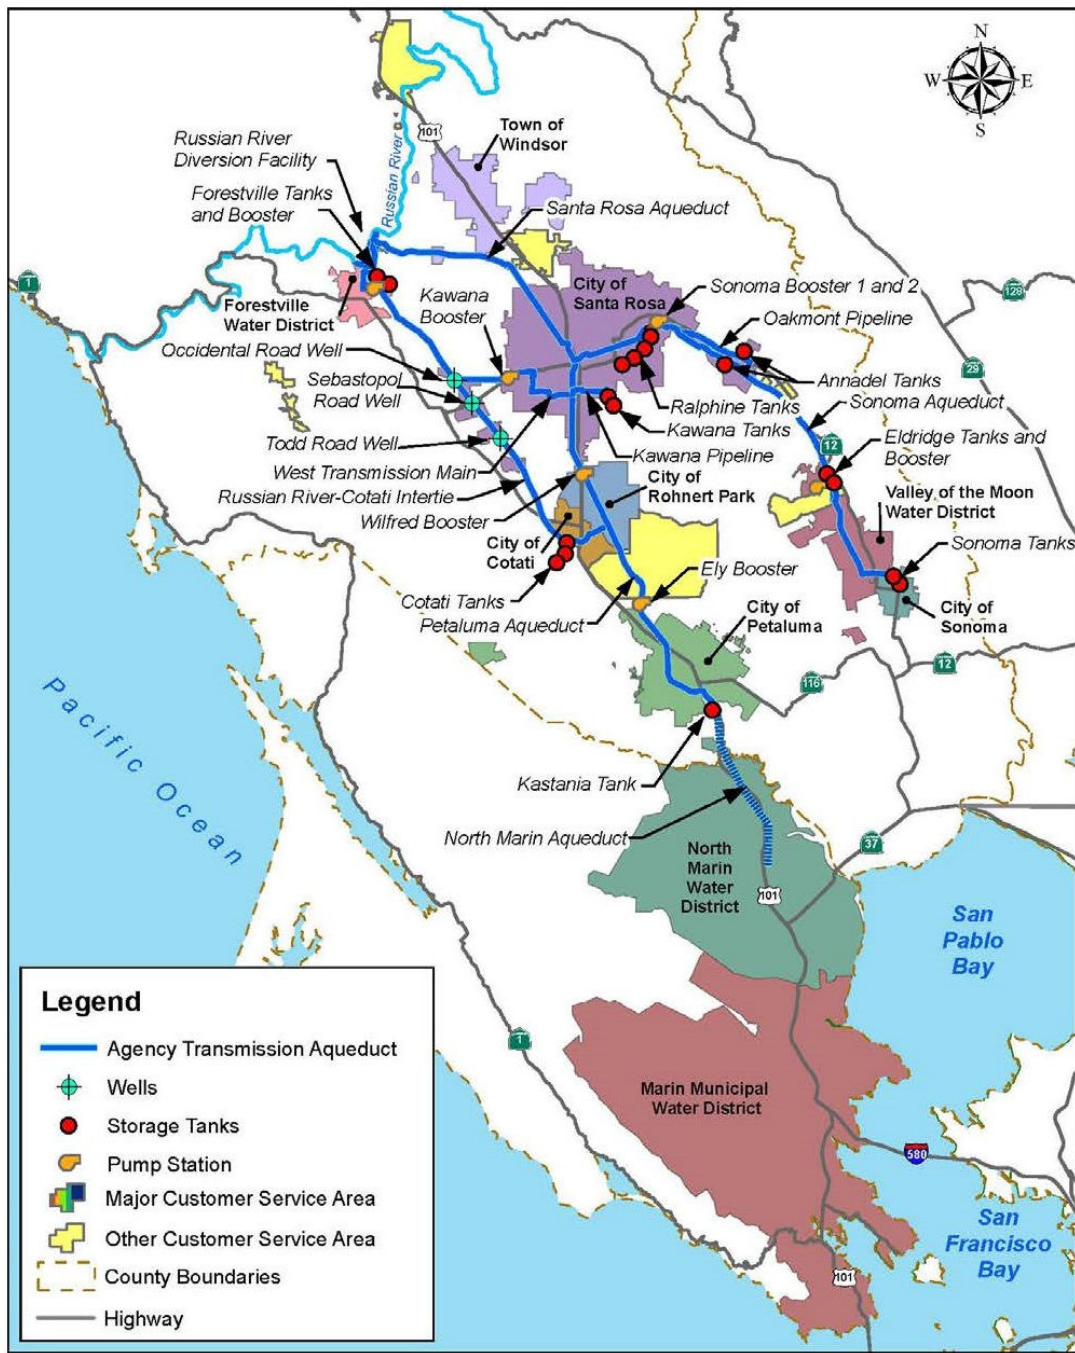 N
W
E
S
101
Town of
Windsor
Russian River
Diversion Facility
Russian River
Forestville Tanks
and Booster
Santa Rosa Aqueduct
1
128
City of
Santa Rosa
Sonoma Booster 1 and 2
Kawana
Booster
Forestville
Water District
Oakmont Pipeline
Occidental Road Well
29
Sebastopol
Road Well
Annadel Tanks
Ralphine Tanks
Sonoma Aqueduct
Kawana Tanks
Todd Road Well
12
Eldridge Tanks and
Booster
Kawana Pipeline
West Transmission Main
City of
Rohnert Park
Russian River-Cotati Intertie
Valley of the Moon
Water District
Wilfred Booster
City of
Cotati
Sonoma Tanks
Ely Booster
Cotati Tanks
City of
Petaluma
City of
Sonoma
Petaluma Aqueduct
12
116
Pacific Ocean
Kastania Tank
North Marin Aqueduct
37
North
Marin
Water
District
101
San
Pablo
Bay
Legend
Agency Transmission Aqueduct
Wells
Storage Tanks
Pump Station
Major Customer Service Area
Other Customer Service Area
County Boundaries
Highway
1
Marin Municipal
Water District
580
San
Francisco
Bay
101